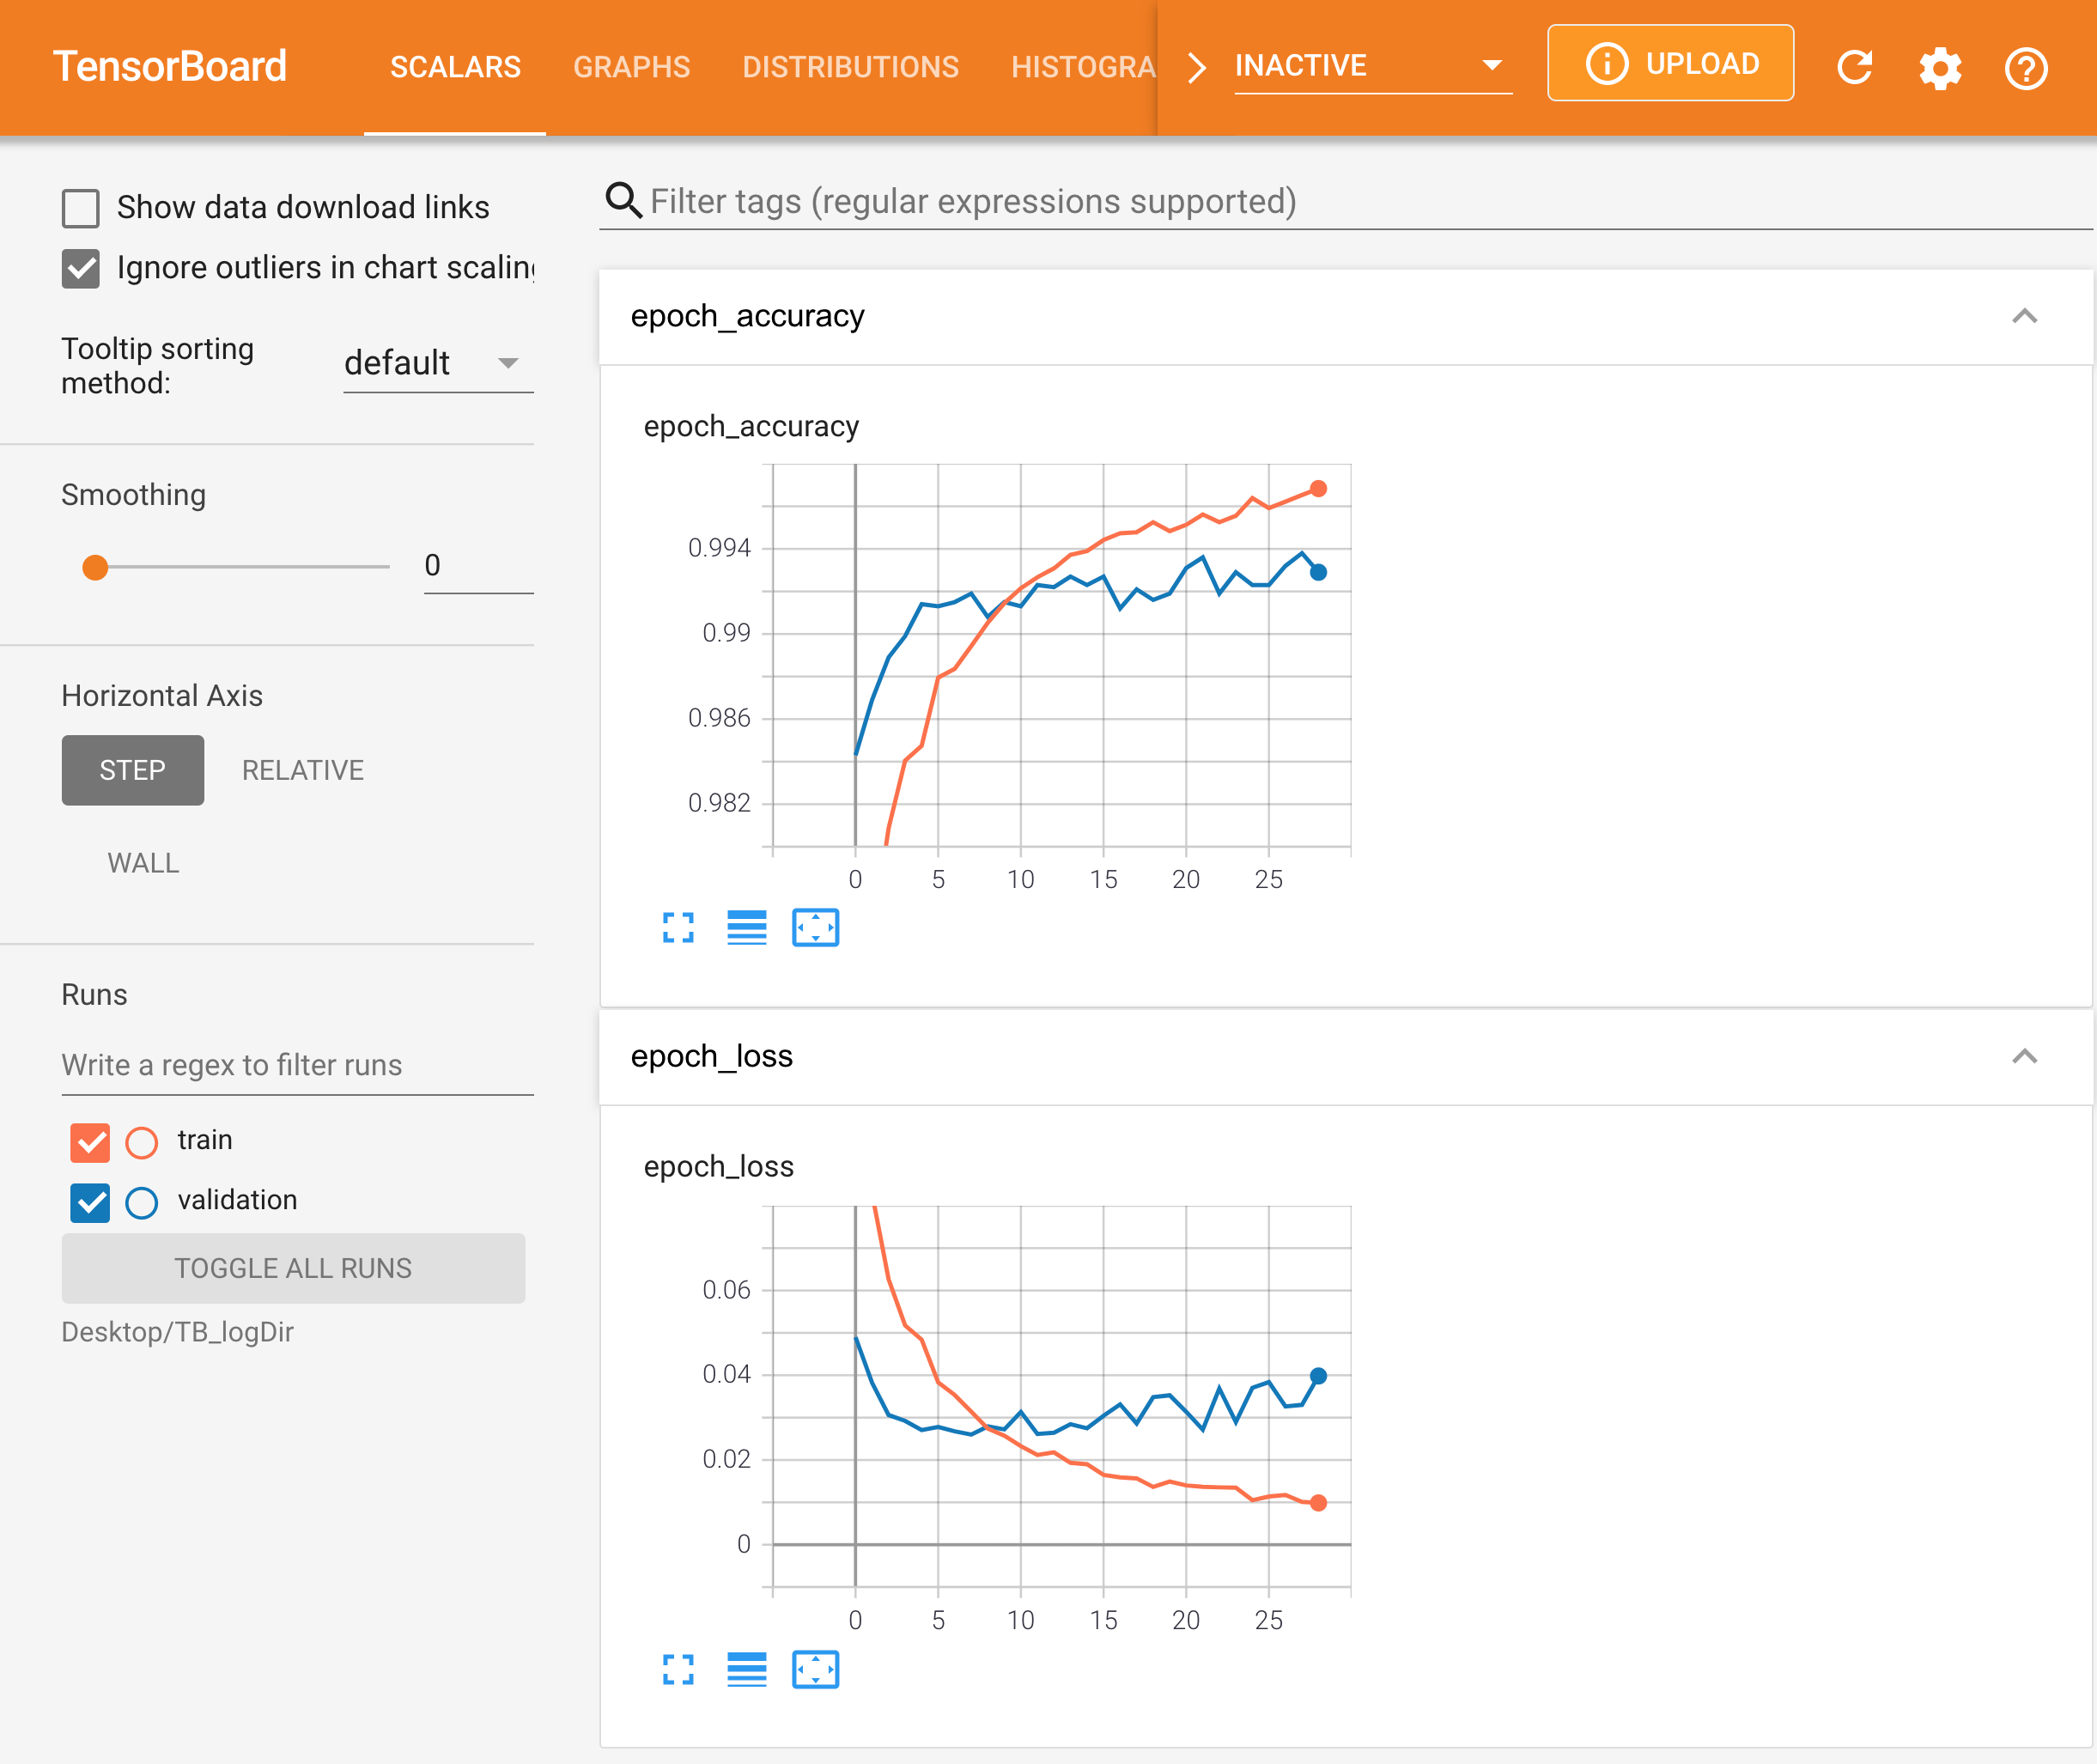 TensorBoard SCALARS GRAPHS DISTRIBUTIONS HISTOGRA INACTIVE UPLOAD
Show data download links
Ignore outliers in chart scaling
Tooltip sorting
method: default
Smoothing
0
Horizontal Axis
STEP RELATIVE
WALL
Runs
Write a regex to filter runs
train
validation
TOGGLE ALL RUNS
Desktop/TB_logDir
Filter tags (regular expressions supported)
epoch_accuracy
epoch_accuracy
0.994
0.99
0.986
0.982
0 5 10 15 20 25
epoch_loss
epoch_loss
0.06
0.04
0.02
0
0 5 10 15 20 25